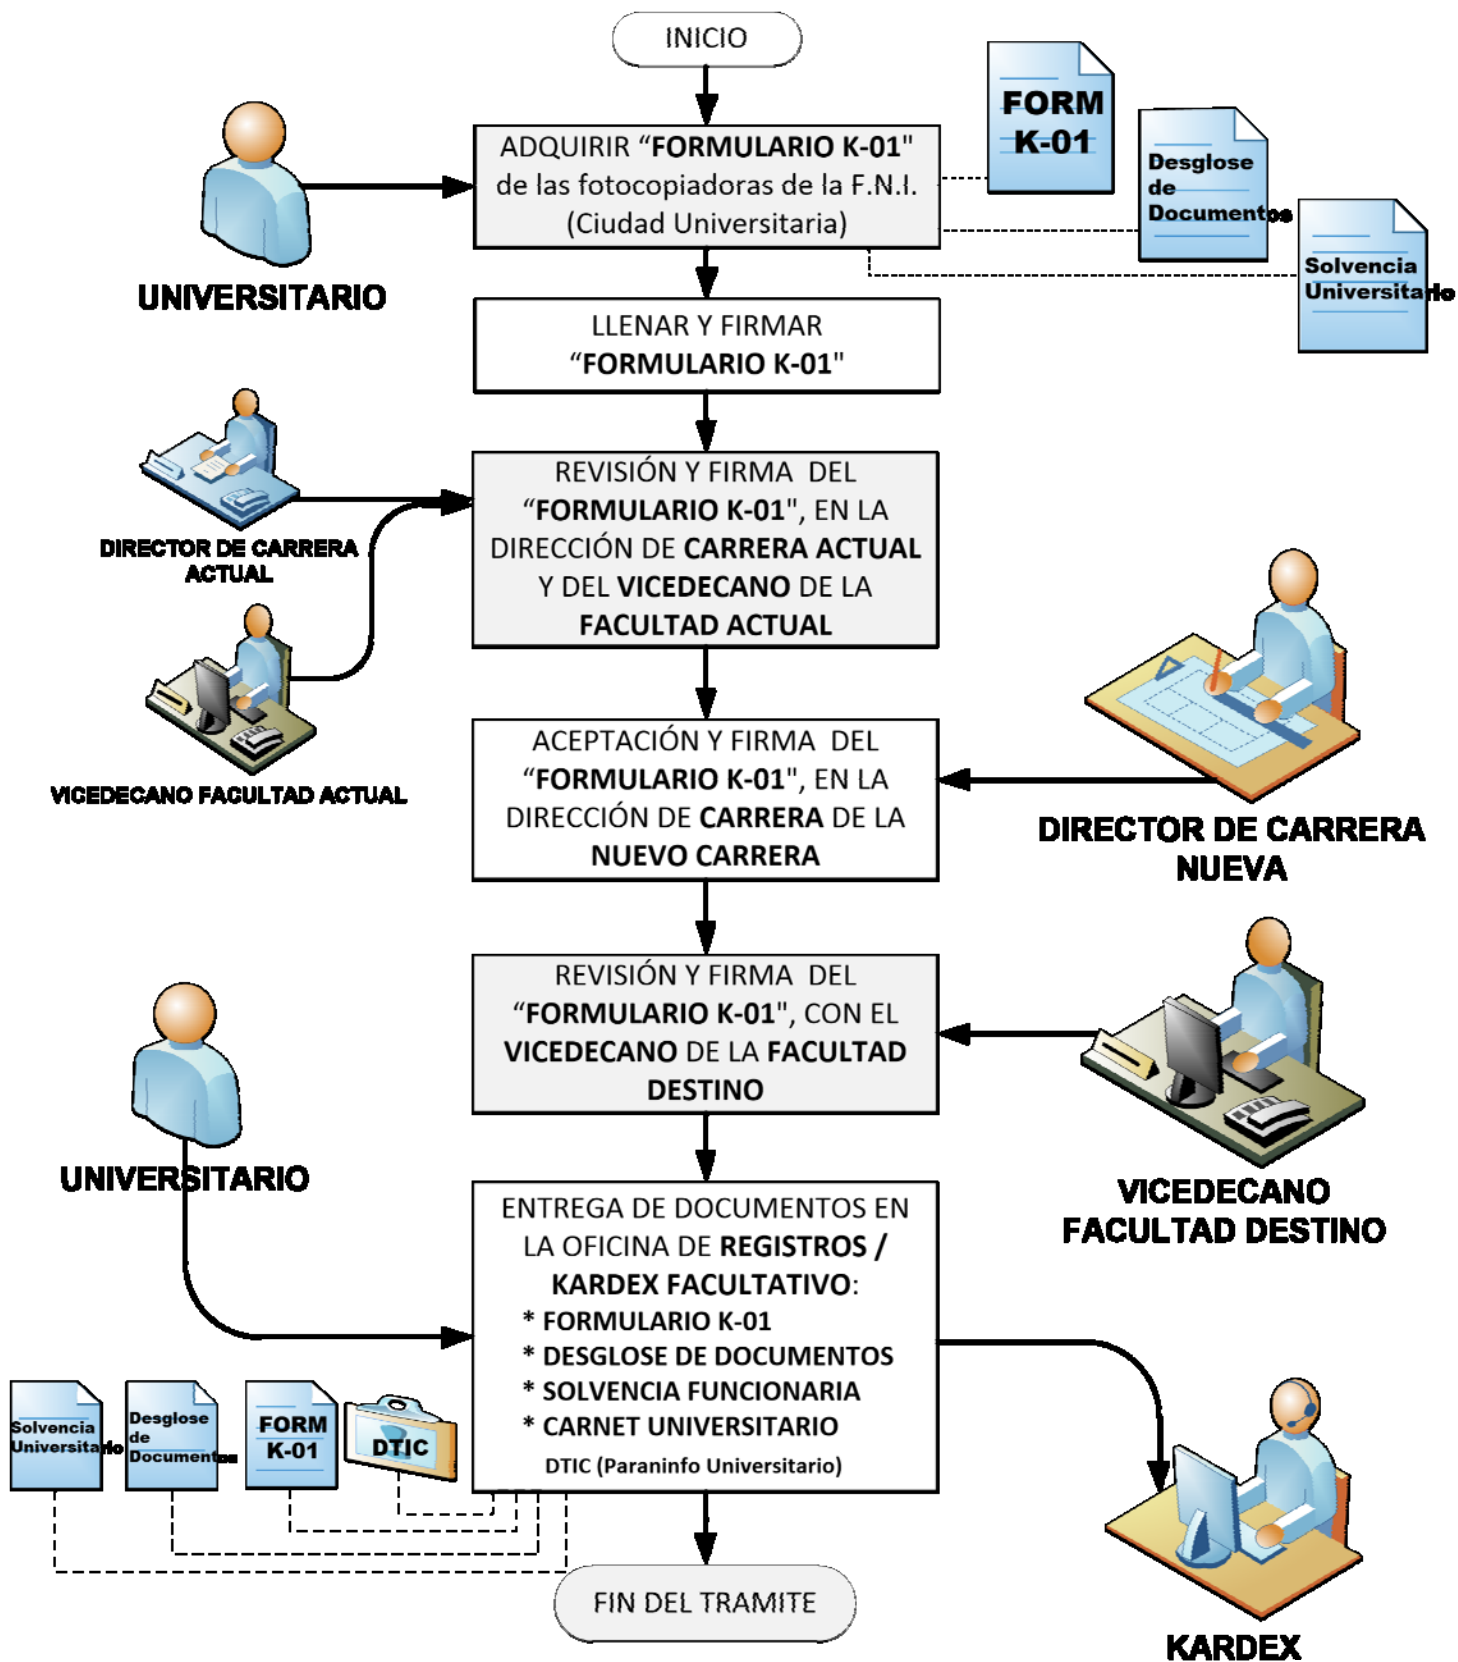 INICIO
ADQUIRIR “FORMULARIO K-01"
de las fotocopiadoras de la F.N.I.
(Ciudad Universitaria)
FORM
K-01
Desglose
de
Documentos
Solvencia
Universitario
UNIVERSITARIO
LLENAR Y FIRMAR
“FORMULARIO K-01"
REVISIÓN Y FIRMA DEL
“FORMULARIO K-01", EN LA
DIRECCIÓN DE CARRERA ACTUAL
Y DEL VICEDECANO DE LA
FACULTAD ACTUAL
DIRECTOR DE CARRERA
ACTUAL
VICEDECANO FACULTAD ACTUAL
ACEPTACIÓN Y FIRMA DEL
“FORMULARIO K-01", EN LA
DIRECCIÓN DE CARRERA DE LA
NUEVO CARRERA
DIRECTOR DE CARRERA
NUEVA
REVISIÓN Y FIRMA DEL
“FORMULARIO K-01", CON EL
VICEDECANO DE LA FACULTAD
DESTINO
VICEDECANO
FACULTAD DESTINO
UNIVERSITARIO
ENTREGA DE DOCUMENTOS EN
LA OFICINA DE REGISTROS /
KARDEX FACULTATIVO:
* FORMULARIO K-01
* DESGLOSE DE DOCUMENTOS
* SOLVENCIA FUNCIONARIA
* CARNET UNIVERSITARIO
DTIC (Paraninfo Universitario)
Solvencia
Universitario
Desglose
de
Documentos
FORM
K-01
DTIC
FIN DEL TRAMITE
KARDEX